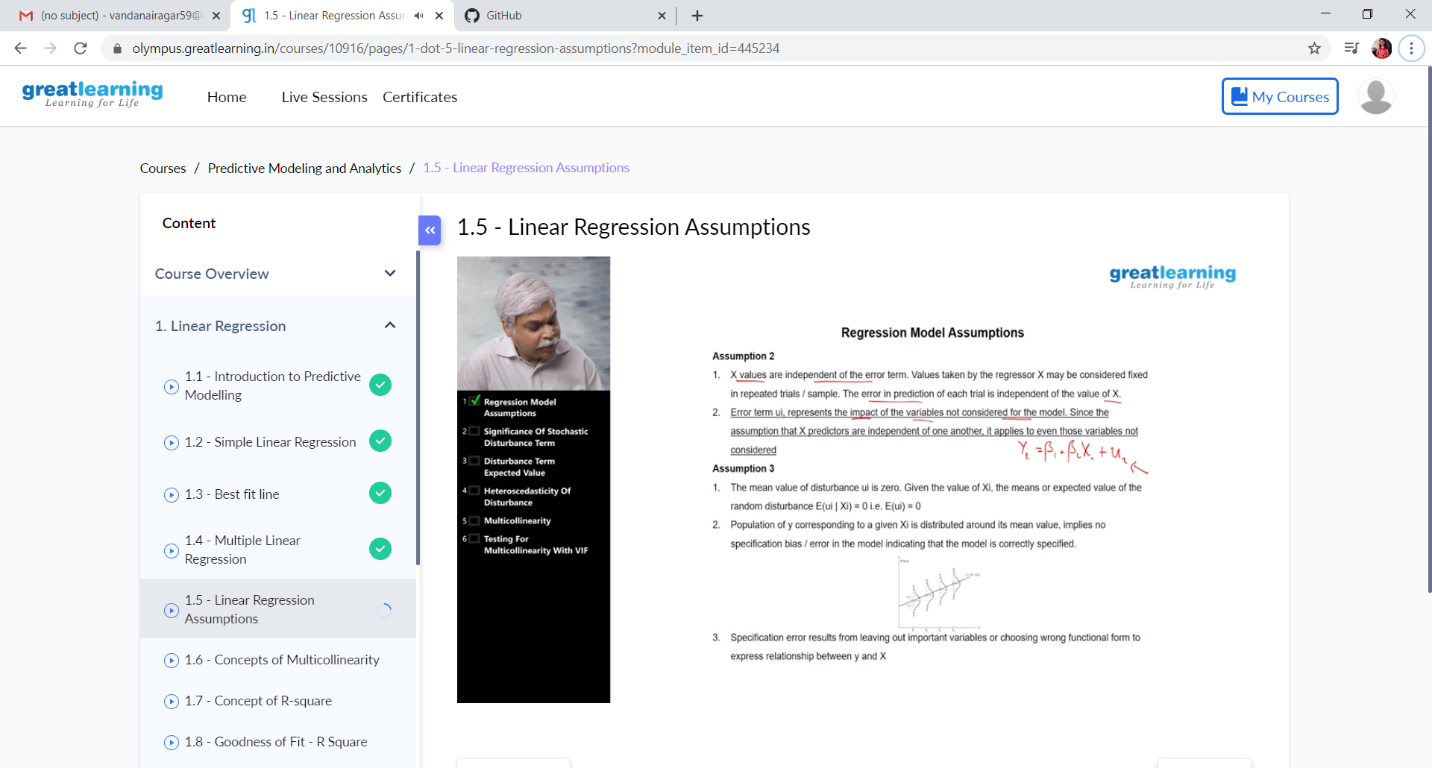 (no subject) - vandanairagar59@
1.5 - Linear Regression Assu
GitHub
olympus.greatlearning.in/courses/10916/pages/1-dot-5-linear-regression-assumptions?module_item_id=445234
greatlearning
Learning for Life
Home
Live Sessions
Certificates
My Courses
Courses / Predictive Modeling and Analytics / 1.5 - Linear Regression Assumptions
Content
Course Overview
1. Linear Regression
1.1 - Introduction to Predictive
Modelling
1.2 - Simple Linear Regression
1.3 - Best fit line
1.4 - Multiple Linear
Regression
1.5 - Linear Regression
Assumptions
1.6 - Concepts of Multicollinearity
1.7 - Concept of R-square
1.8 - Goodness of Fit - R Square
«
1.5 - Linear Regression Assumptions
1 Regression Model
Assumptions
2 Significance Of Stochastic
Disturbance Term
3 Disturbance Term
Expected Value
4 Heteroscedasticity Of
Disturbance
5 Multicollinearity
6 Testing For
Multicollinearity With VIF
greatlearning
Learning for Life
Regression Model Assumptions
Assumption 2
1. X values are independent of the error term. Values taken by the regressor X may be considered fixed
in repeated trials / sample. The error in prediction of each trial is independent of the value of X.
2. Error term ui, represents the impact of the variables not considered for the model. Since the
assumption that X predictors are independent of one another, it applies to even those variables not
considered
Assumption 3
1. The mean value of disturbance ui is zero. Given the value of Xi, the means or expected value of the
random disturbance E(ui | Xi) = 0 i.e. E(ui) = 0
2. Population of y corresponding to a given Xi is distributed around its mean value, implies no
specification bias / error in the model indicating that the model is correctly specified.
3. Specification error results from leaving out important variables or choosing wrong functional form to
express relationship between y and X